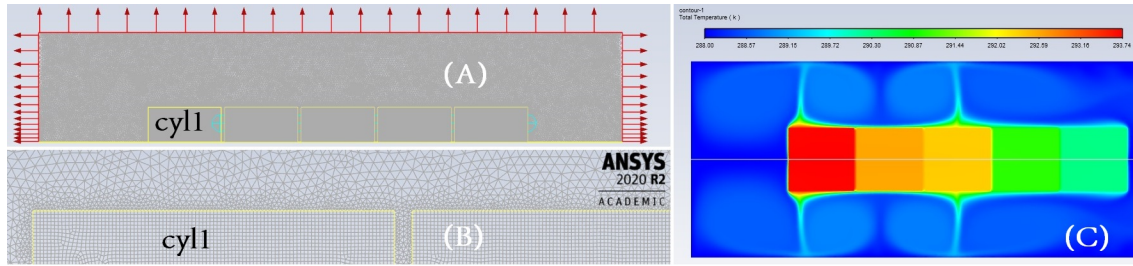 (A)
cyl1
ANSYS
2020 R2
ACADEMIC
cyl1
(B)
contour-1
Total Temperature ( k )
288.00 288.57 289.15 289.72 290.30 290.87 291.44 292.02 292.59 293.16 293.74
(C)